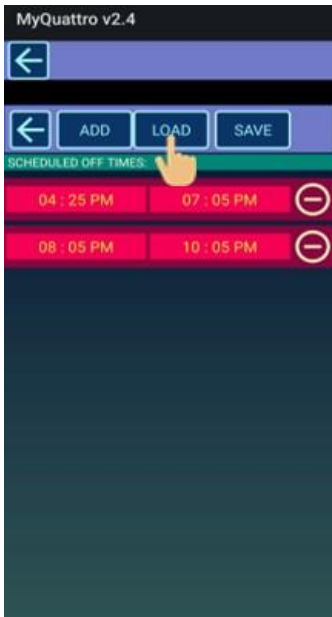 MyQuattro v2.4
ADD LOAD SAVE
SCHEDULED OFF TIMES:
04 : 25 PM 07 : 05 PM
08 : 05 PM 10 : 05 PM